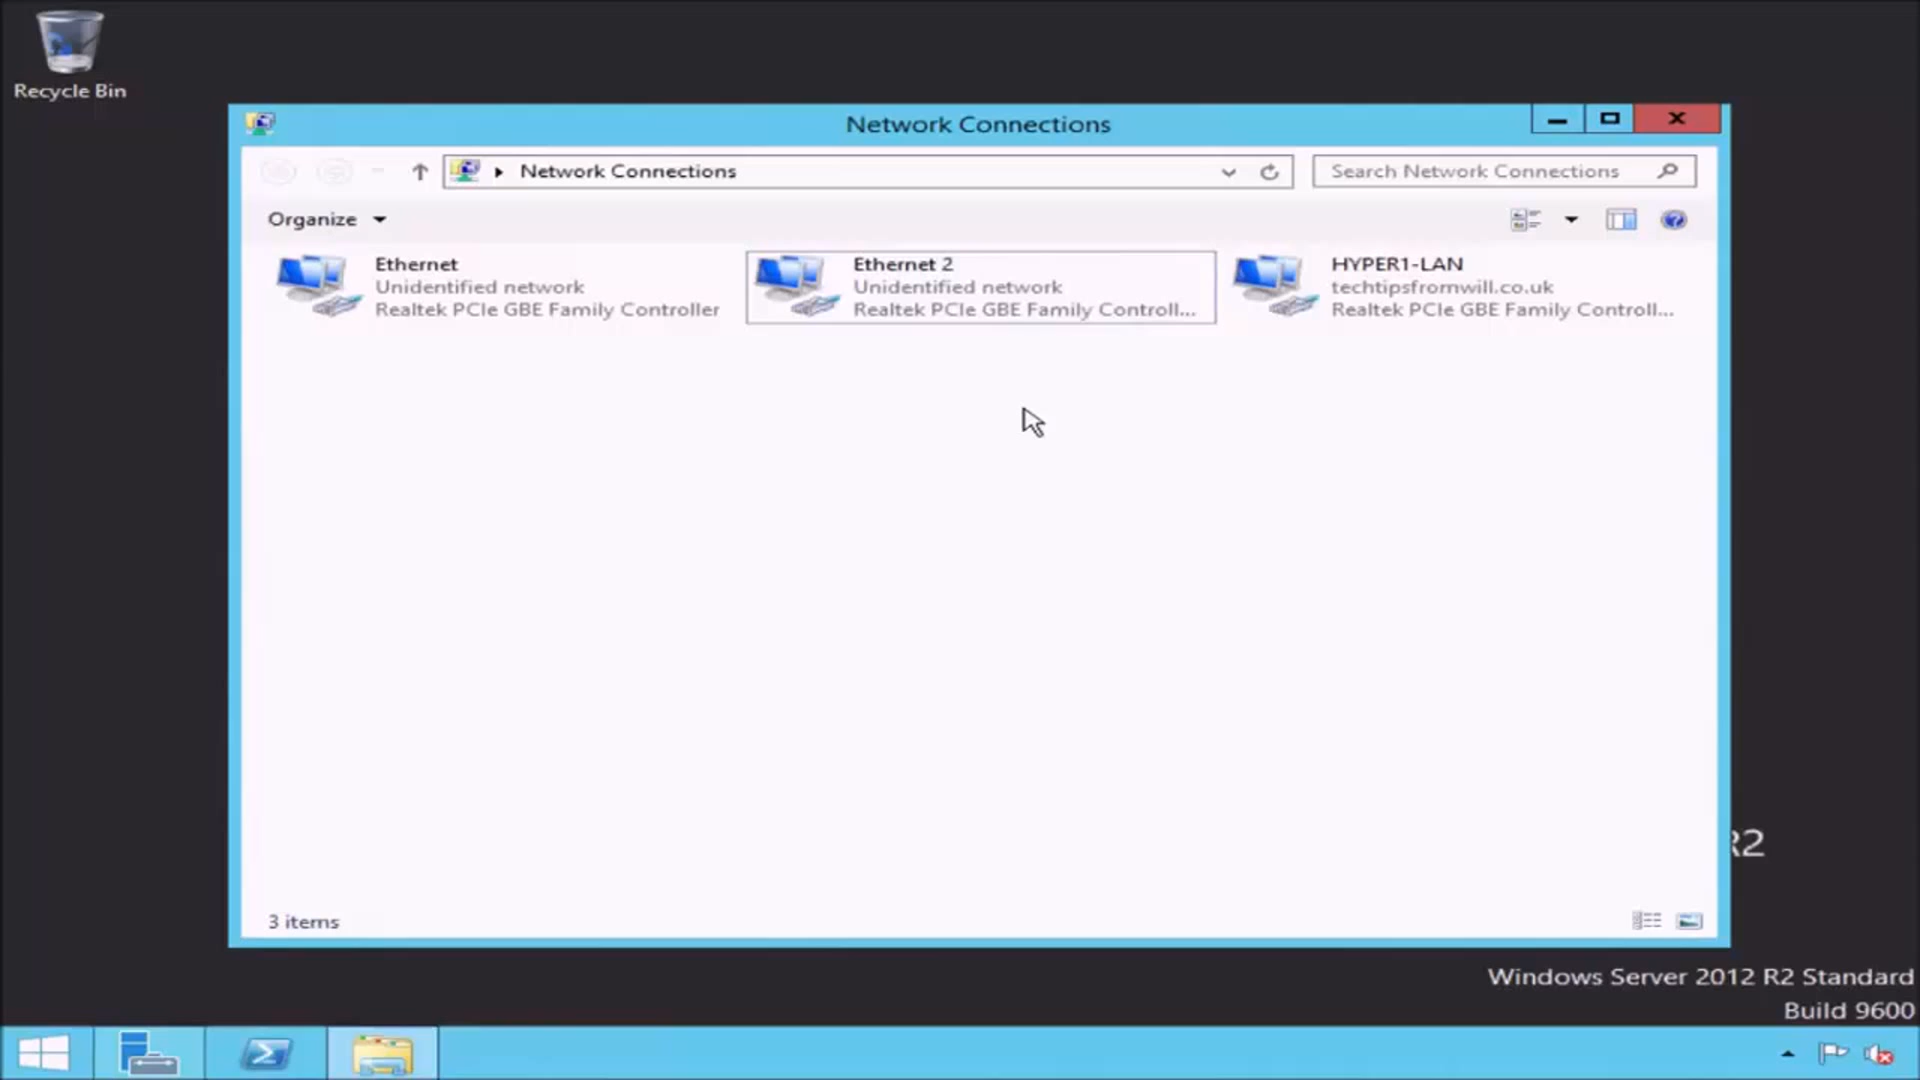 Recycle Bin
Network Connections
Network Connections
Search Network Connections
Organize
Ethernet
Unidentified network
Realtek PCIe GBE Family Controller
Ethernet 2
Unidentified network
Realtek PCIe GBE Family Controll...
HYPER1-LAN
techtipsfromwill.co.uk
Realtek PCIe GBE Family Controll...
R2
3 items
Windows Server 2012 R2 Standard
Build 9600